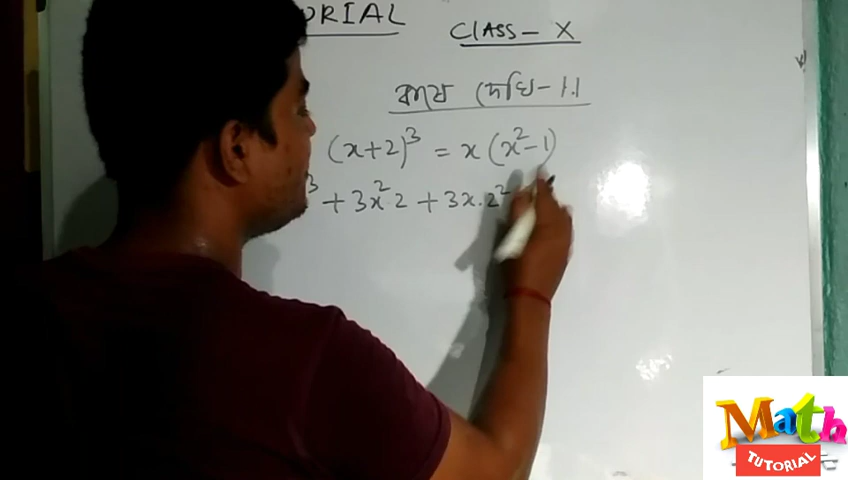 ORIAL
CLASS - X
কষে দেখি - 1.1
(x+2)³ = x(x²-1)
³ + 3x²2 + 3x.2²
Math
TUTORIAL